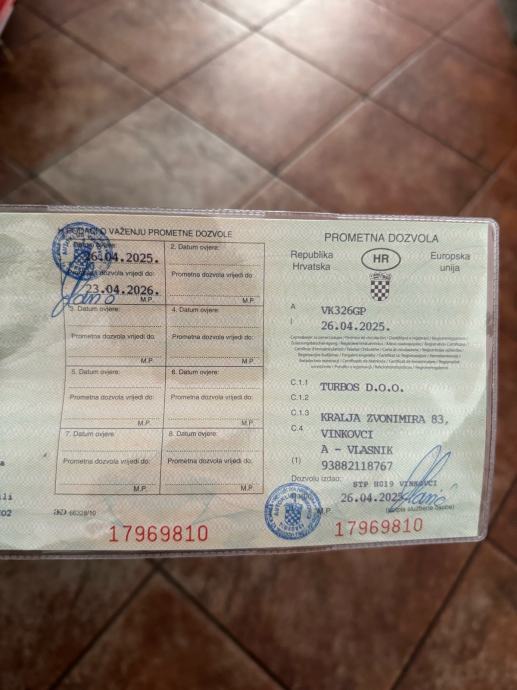 PODACI O VAŽENJU PROMETNE DOZVOLE
1. Datum ovjere:
26.04.2025.
Prometna dozvola vrijedi do:
23.04.2026.
M.P.
2. Datum ovjere:
Prometna dozvola vrijedi do:
M.P.
3. Datum ovjere:
Prometna dozvola vrijedi do:
M.P.
4. Datum ovjere:
Prometna dozvola vrijedi do:
M.P.
5. Datum ovjere:
Prometna dozvola vrijedi do:
M.P.
6. Datum ovjere:
Prometna dozvola vrijedi do:
M.P.
7. Datum ovjere:
Prometna dozvola vrijedi do:
M.P.
8. Datum ovjere:
Prometna dozvola vrijedi do:
M.P.
17969810
PROMETNA DOZVOLA
Republika Hrvatska
HR
Europska unija
A VK326GP
I 26.04.2025.
C.1.1 TURBOS D.O.O.
C.1.2
C.1.3 KRALJA ZVONIMIRA 83,
VINKOVCI
C.4 A - VLASNIK
(1) 93882118767
Dozvolu izdao: STP H019 VINKOVCI
26.04.2025.
M.P.
(potpis službene osobe)
17969810